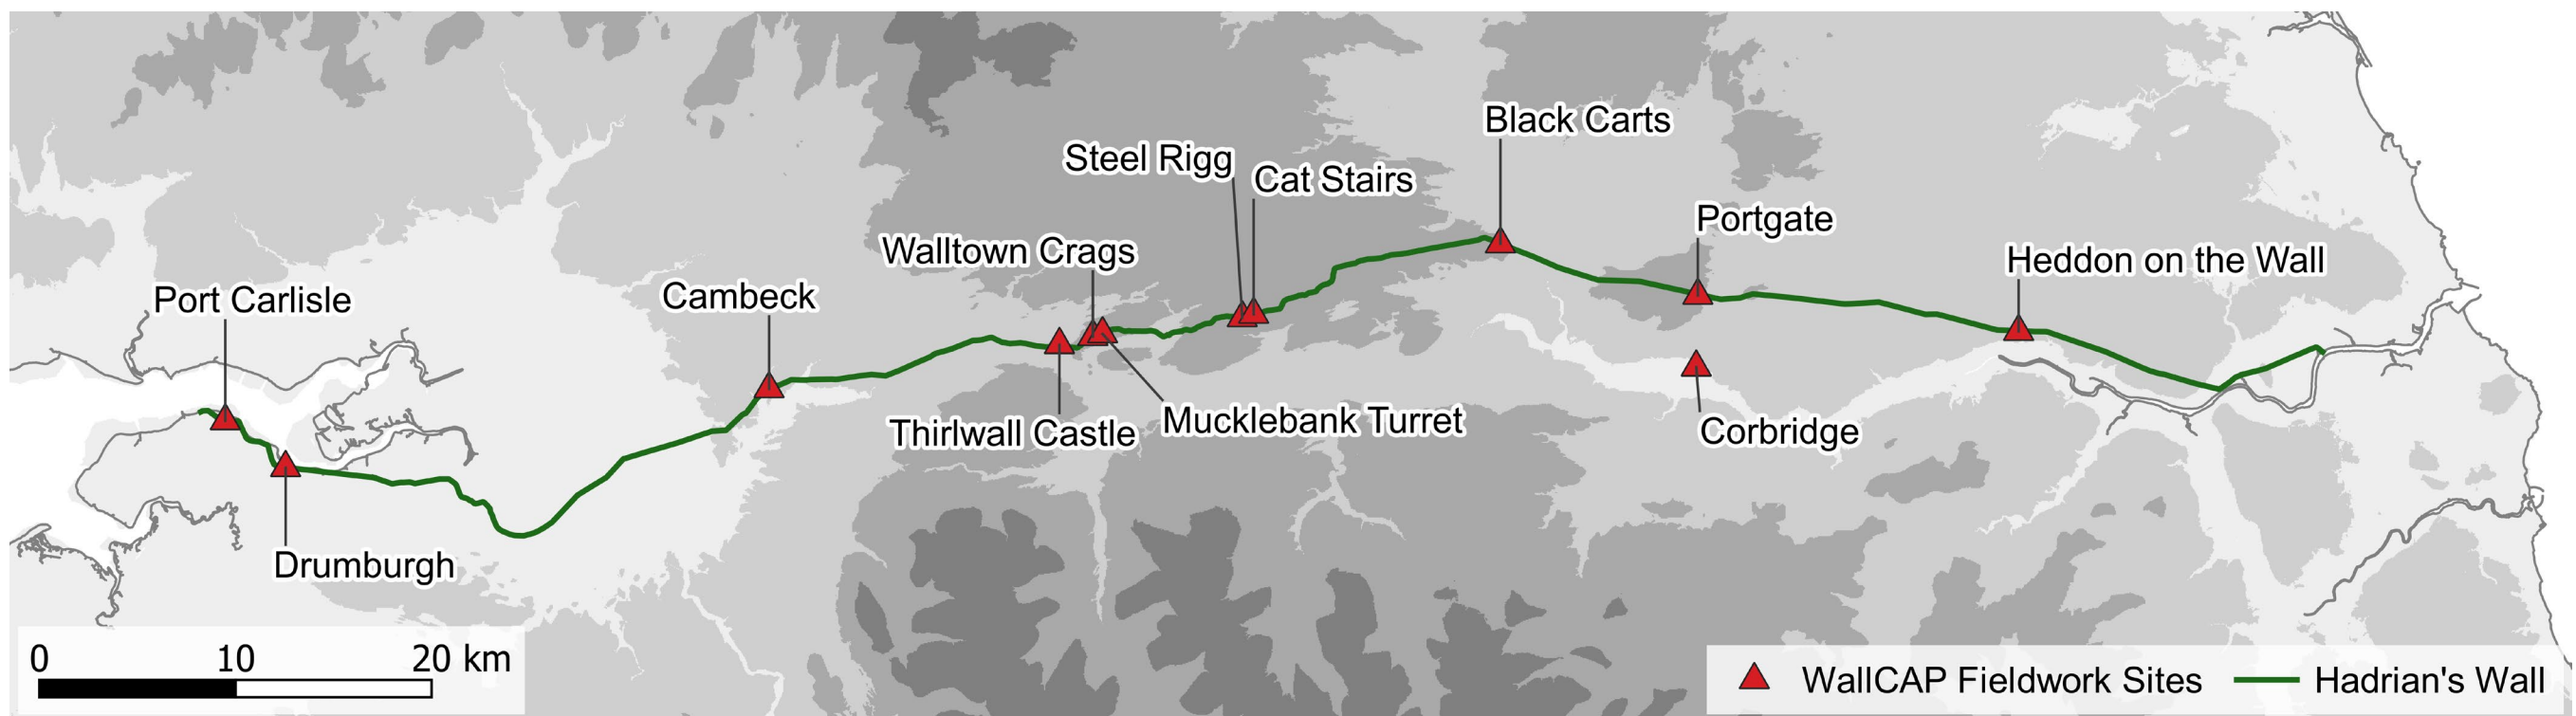 Black Carts
Steel Rigg
Cat Stairs
Portgate
Walltown Crags
Heddon on the Wall
Port Carlisle
Cambeck
Thirlwall Castle
Mucklebank Turret
Corbridge
Drumburgh
0 10 20 km
WallCAP Fieldwork Sites
Hadrian's Wall